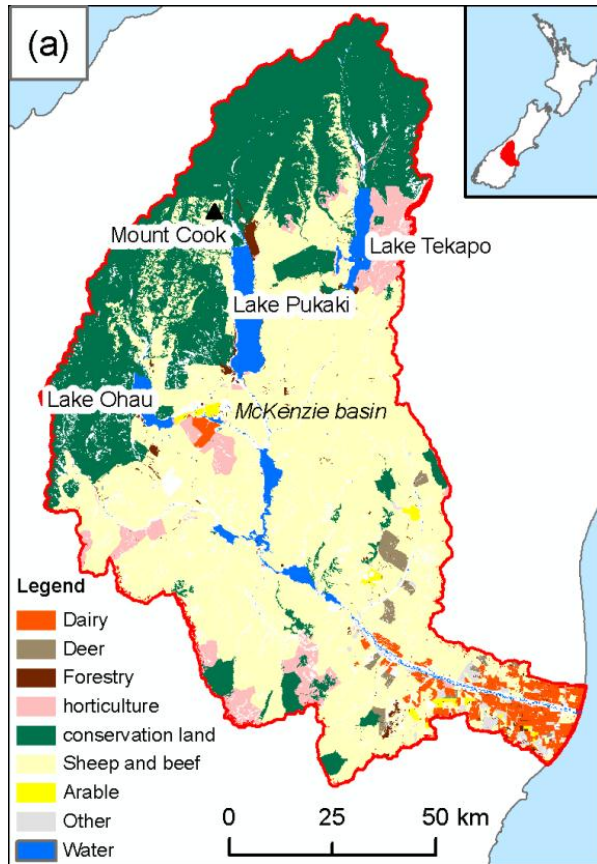 (a)
Mount Cook
Lake Tekapo
Lake Pukaki
Lake Ohau
McKenzie basin
Legend
Dairy
Deer
Forestry
horticulture
conservation land
Sheep and beef
Arable
Other
Water
0 25 50 km